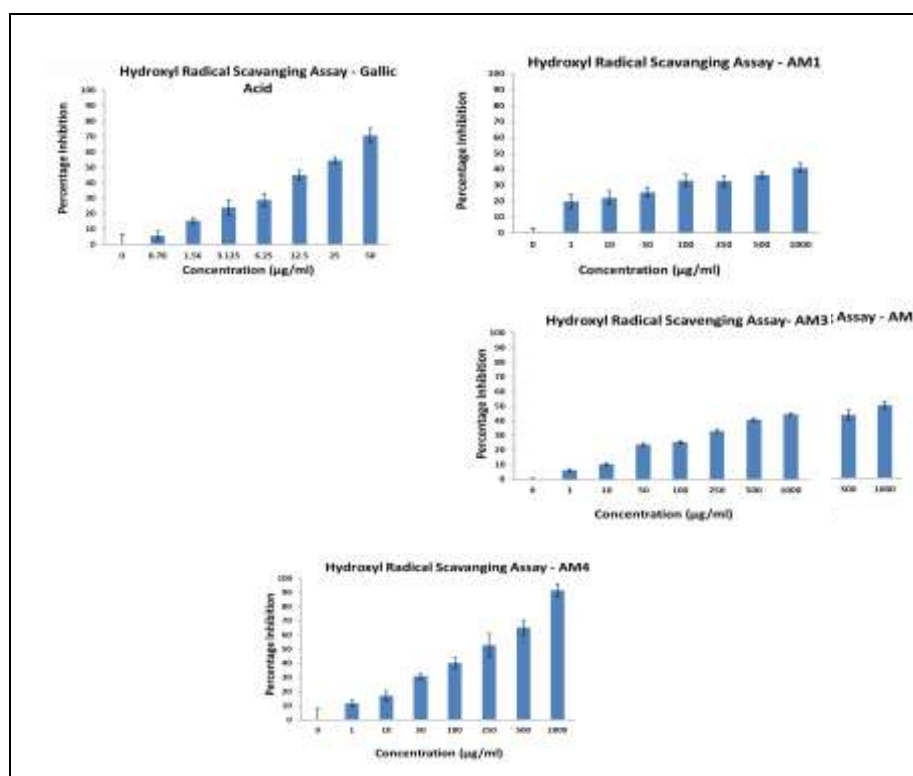 Hydroxyl Radical Scavanging Assay - Gallic
Acid
Percentage Inhibition
100
90
80
70
60
50
40
30
20
10
0
0 0.78 1.56 3.125 6.25 12.5 25 50
Concentration (µg/ml)
Hydroxyl Radical Scavanging Assay - AM1
Percentage Inhibition
100
90
80
70
60
50
40
30
20
10
0
0 1 10 50 100 250 500 1000
Concentration (µg/ml)
Hydroxyl Radical Scavenging Assay- AM3
Assay - AM
Percentage Inhibition
100
90
80
70
60
50
40
30
20
10
0
0 1 10 50 100 250 500 1000
500 1000
Concentration (µg/ml)
Hydroxyl Radical Scavanging Assay - AM4
Percentage Inhibition
100
90
80
70
60
50
40
30
20
10
0
0 1 10 50 100 250 500 1000
Concentration (µg/ml)